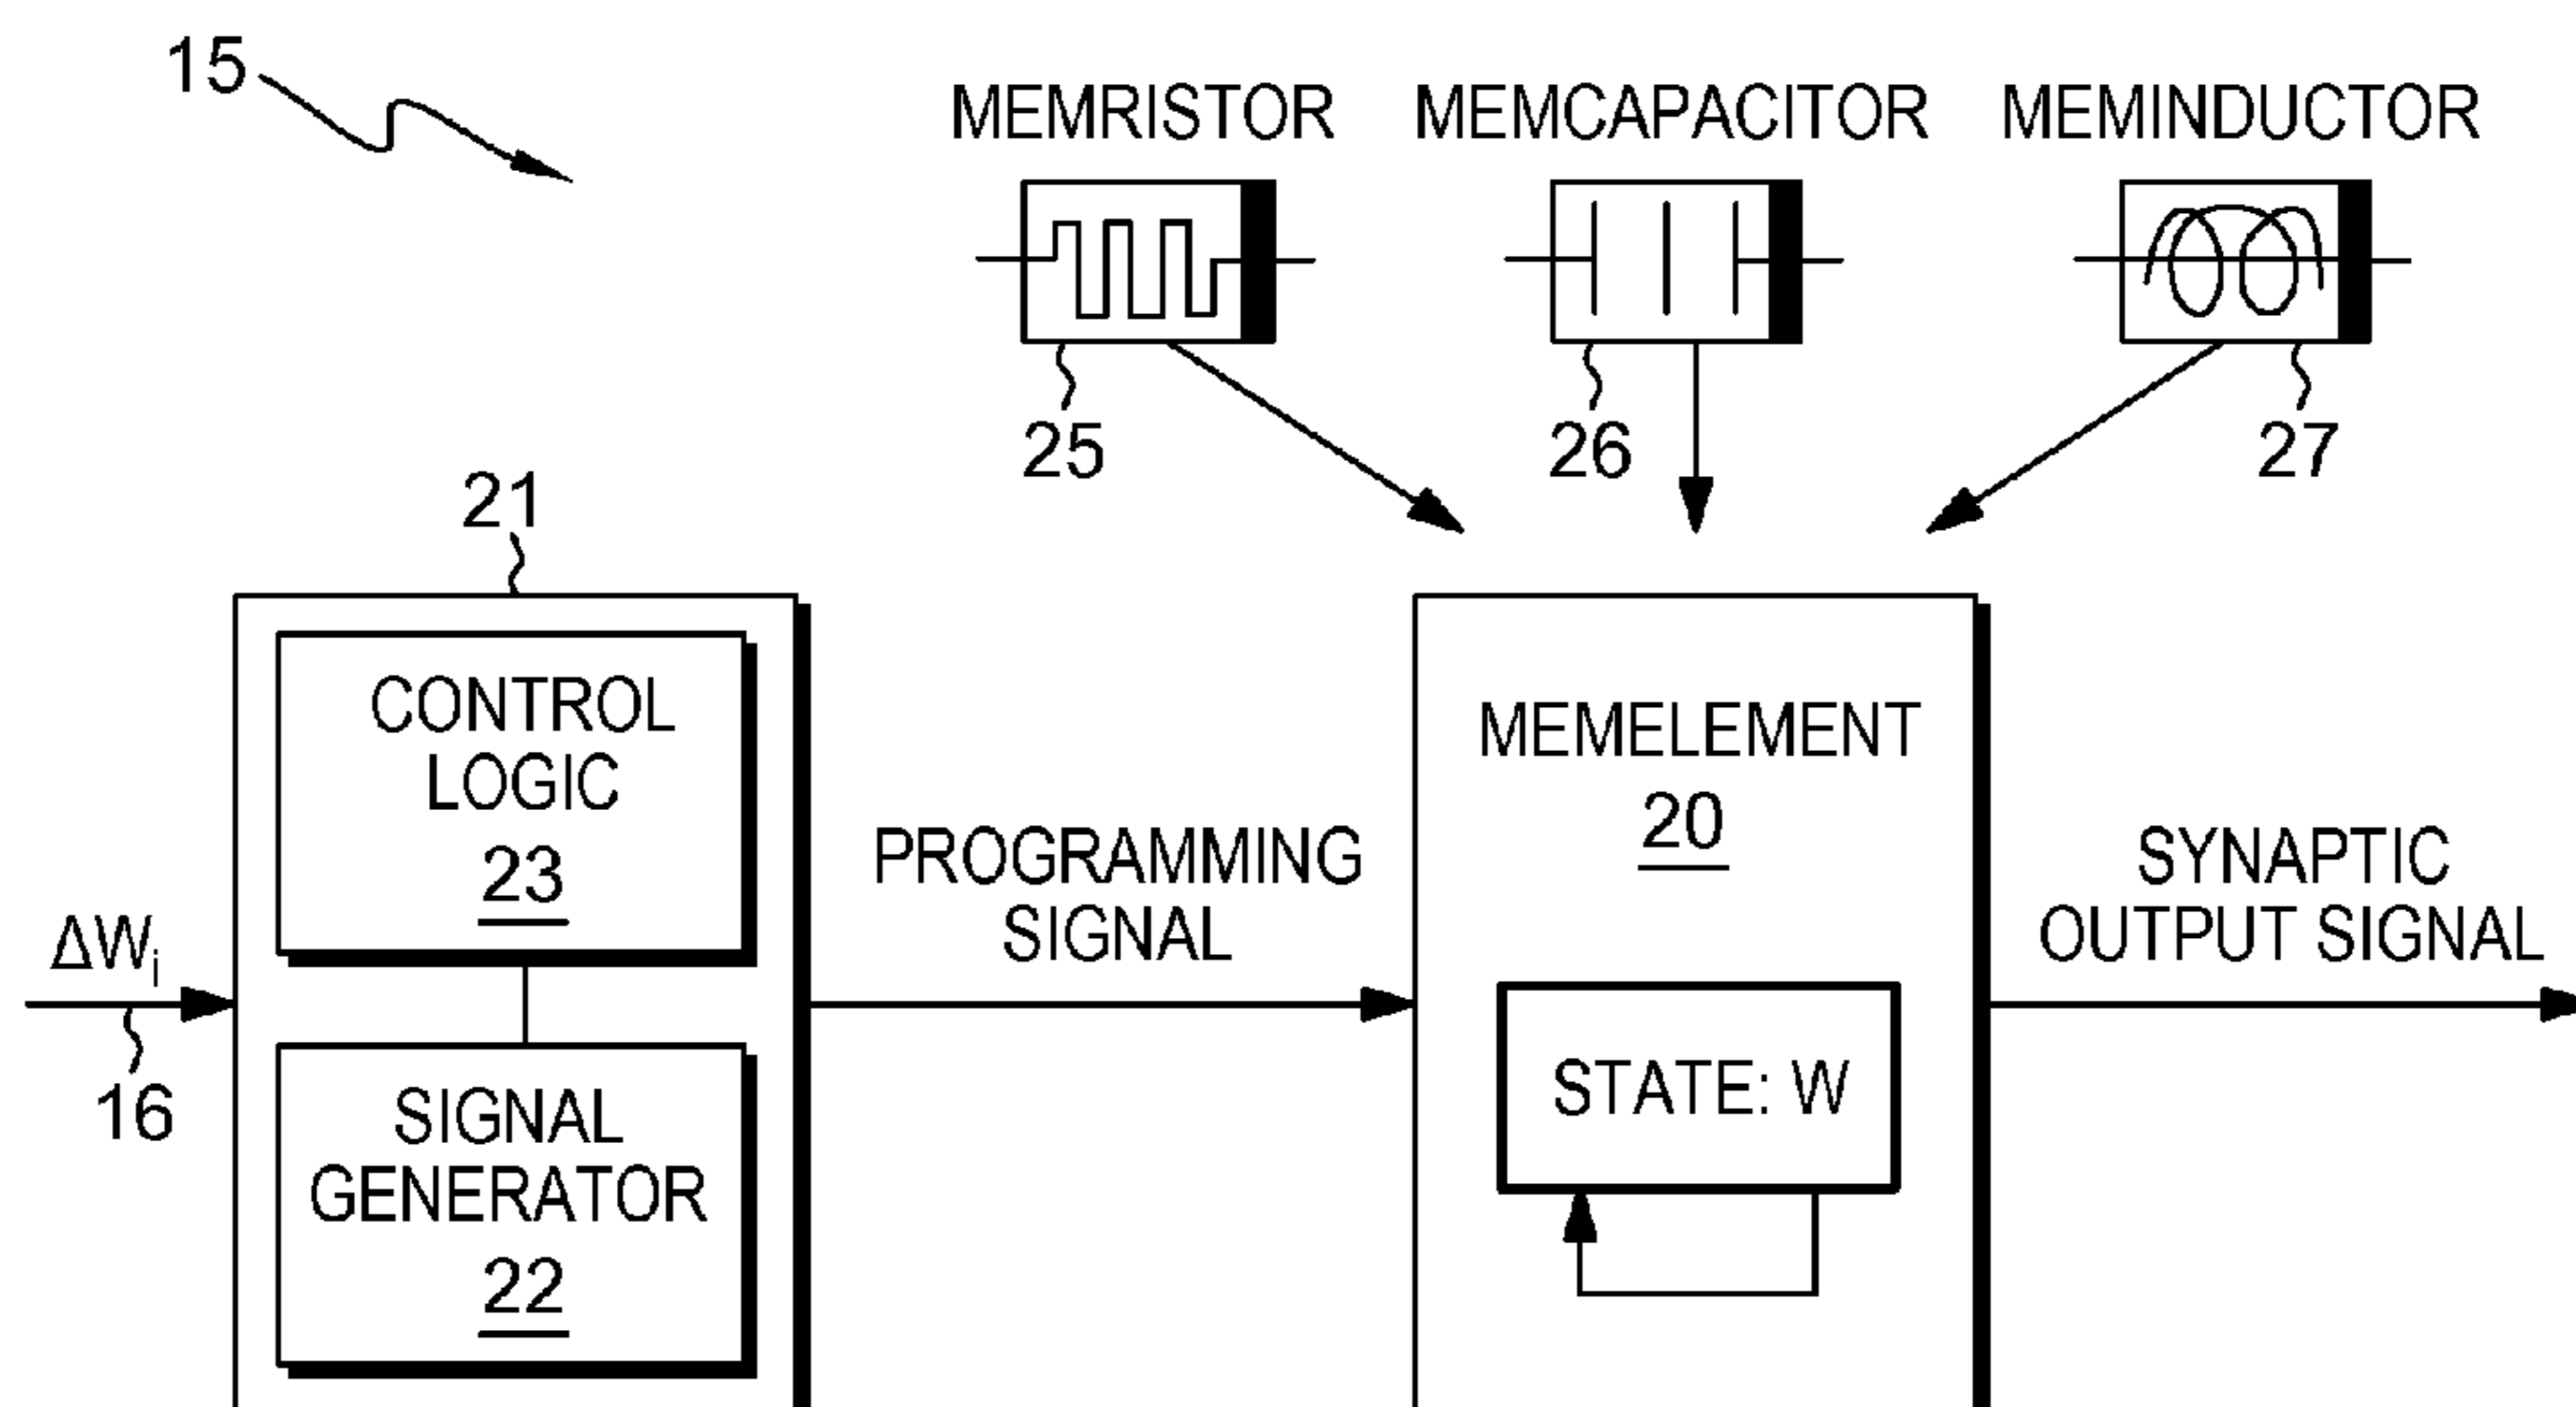 15
MEMRISTOR
MEMCAPACITOR
MEMINDUCTOR
25
26
27
21
CONTROL
LOGIC
23
ΔWi
16
SIGNAL
GENERATOR
22
PROGRAMMING
SIGNAL
MEMELEMENT
20
STATE: W
SYNAPTIC
OUTPUT SIGNAL